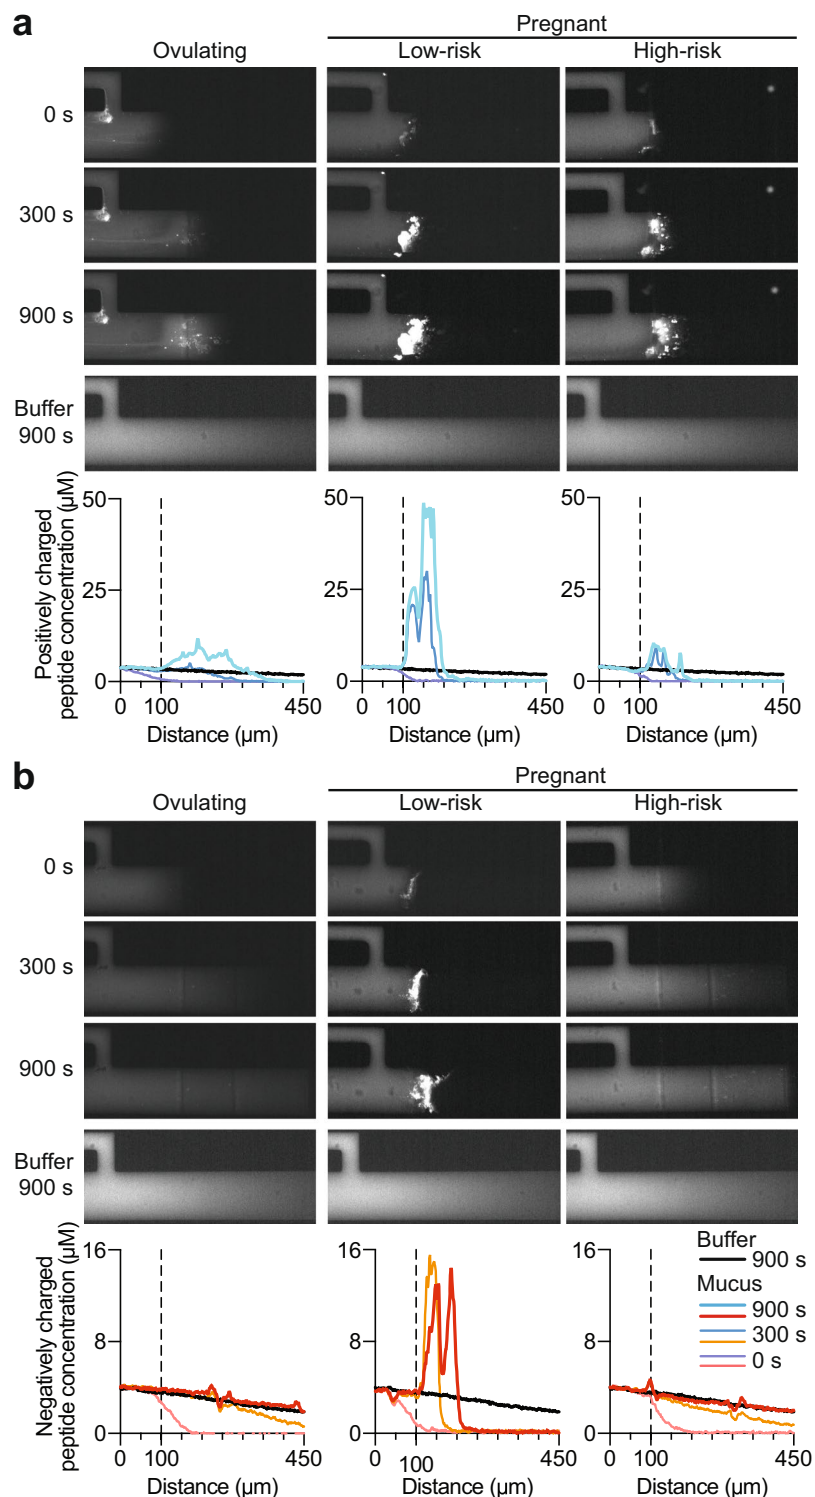 a
Pregnant
Ovulating
Low-risk
High-risk
0 s
300 s
900 s
Buffer
900 s
Positively charged
peptide concentration (µM)
50
25
0
0
100
450
Distance (µm)
50
25
0
0
100
450
Distance (µm)
50
25
0
0
100
450
Distance (µm)
b
Pregnant
Ovulating
Low-risk
High-risk
0 s
300 s
900 s
Buffer
900 s
Negatively charged
peptide concentration (µM)
16
8
0
0
100
450
Distance (µm)
16
8
0
0
100
450
Distance (µm)
16
8
0
0
100
450
Distance (µm)
Buffer
900 s
Mucus
900 s
300 s
0 s